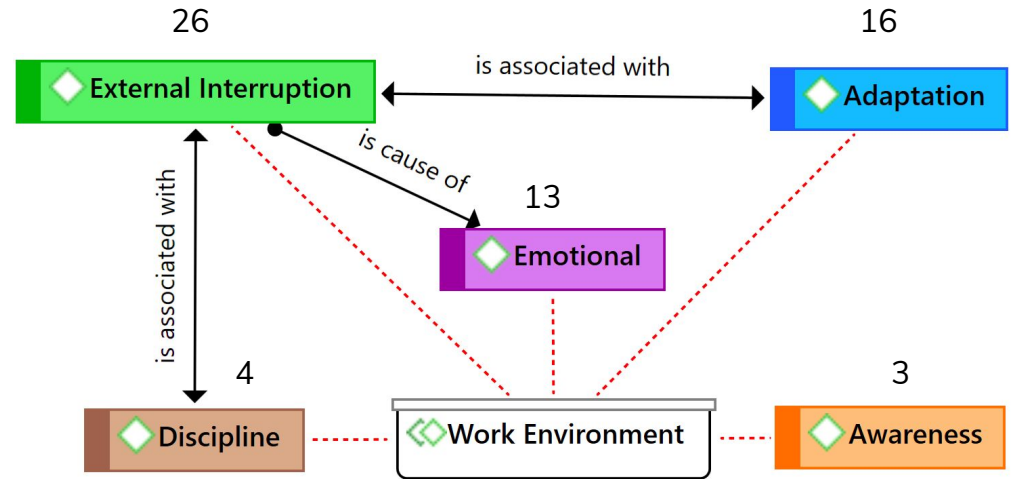 26
16
External Interruption
is associated with
Adaptation
is cause of
is associated with
13
Emotional
4
3
Discipline
Work Environment
Awareness